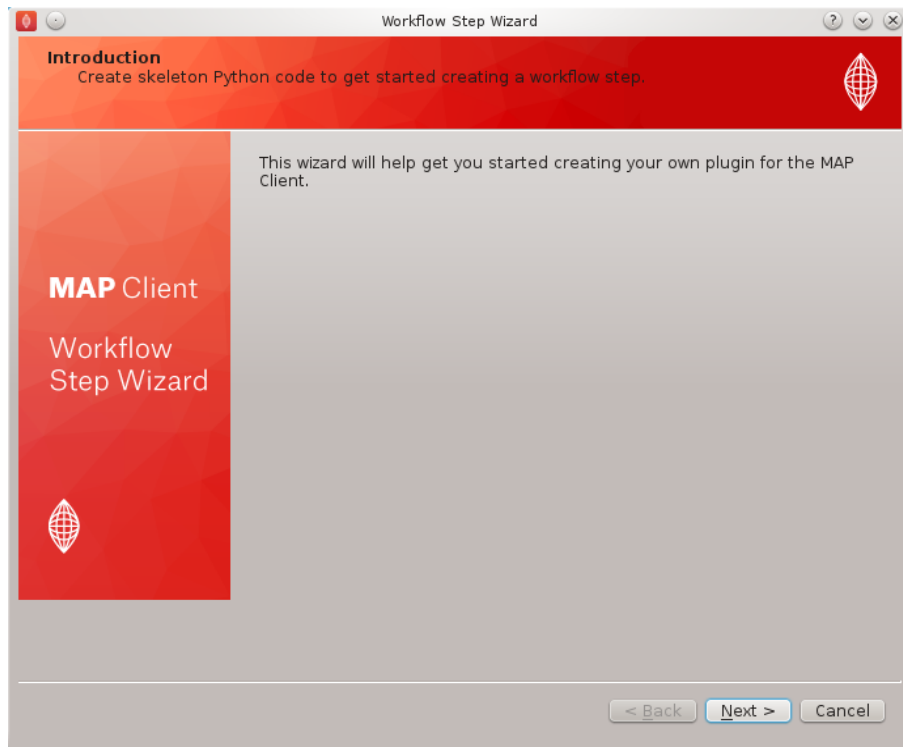 Workflow Step Wizard
Introduction
Create skeleton Python code to get started creating a workflow step.
This wizard will help get you started creating your own plugin for the MAP
Client.
MAP Client
Workflow
Step Wizard
< Back
Next >
Cancel